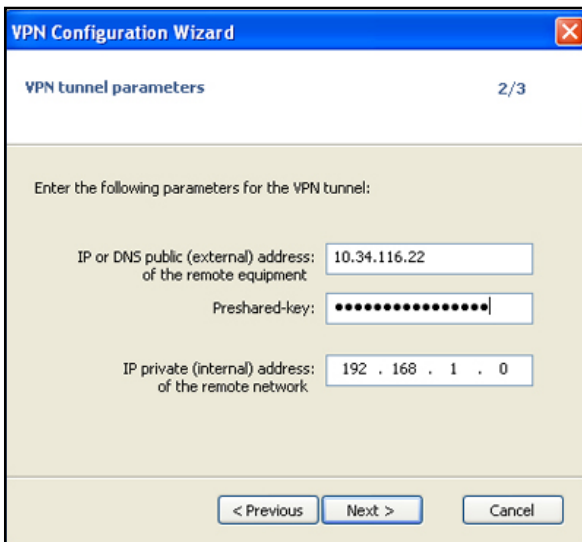 VPN Configuration Wizard
VPN tunnel parameters 2/3
Enter the following parameters for the VPN tunnel:
IP or DNS public (external) address: 10.34.116.22
of the remote equipment
Preshared-key: ●●●●●●●●●●●●●●●●
IP private (internal) address: 192 . 168 . 1 . 0
of the remote network
< Previous Next > Cancel